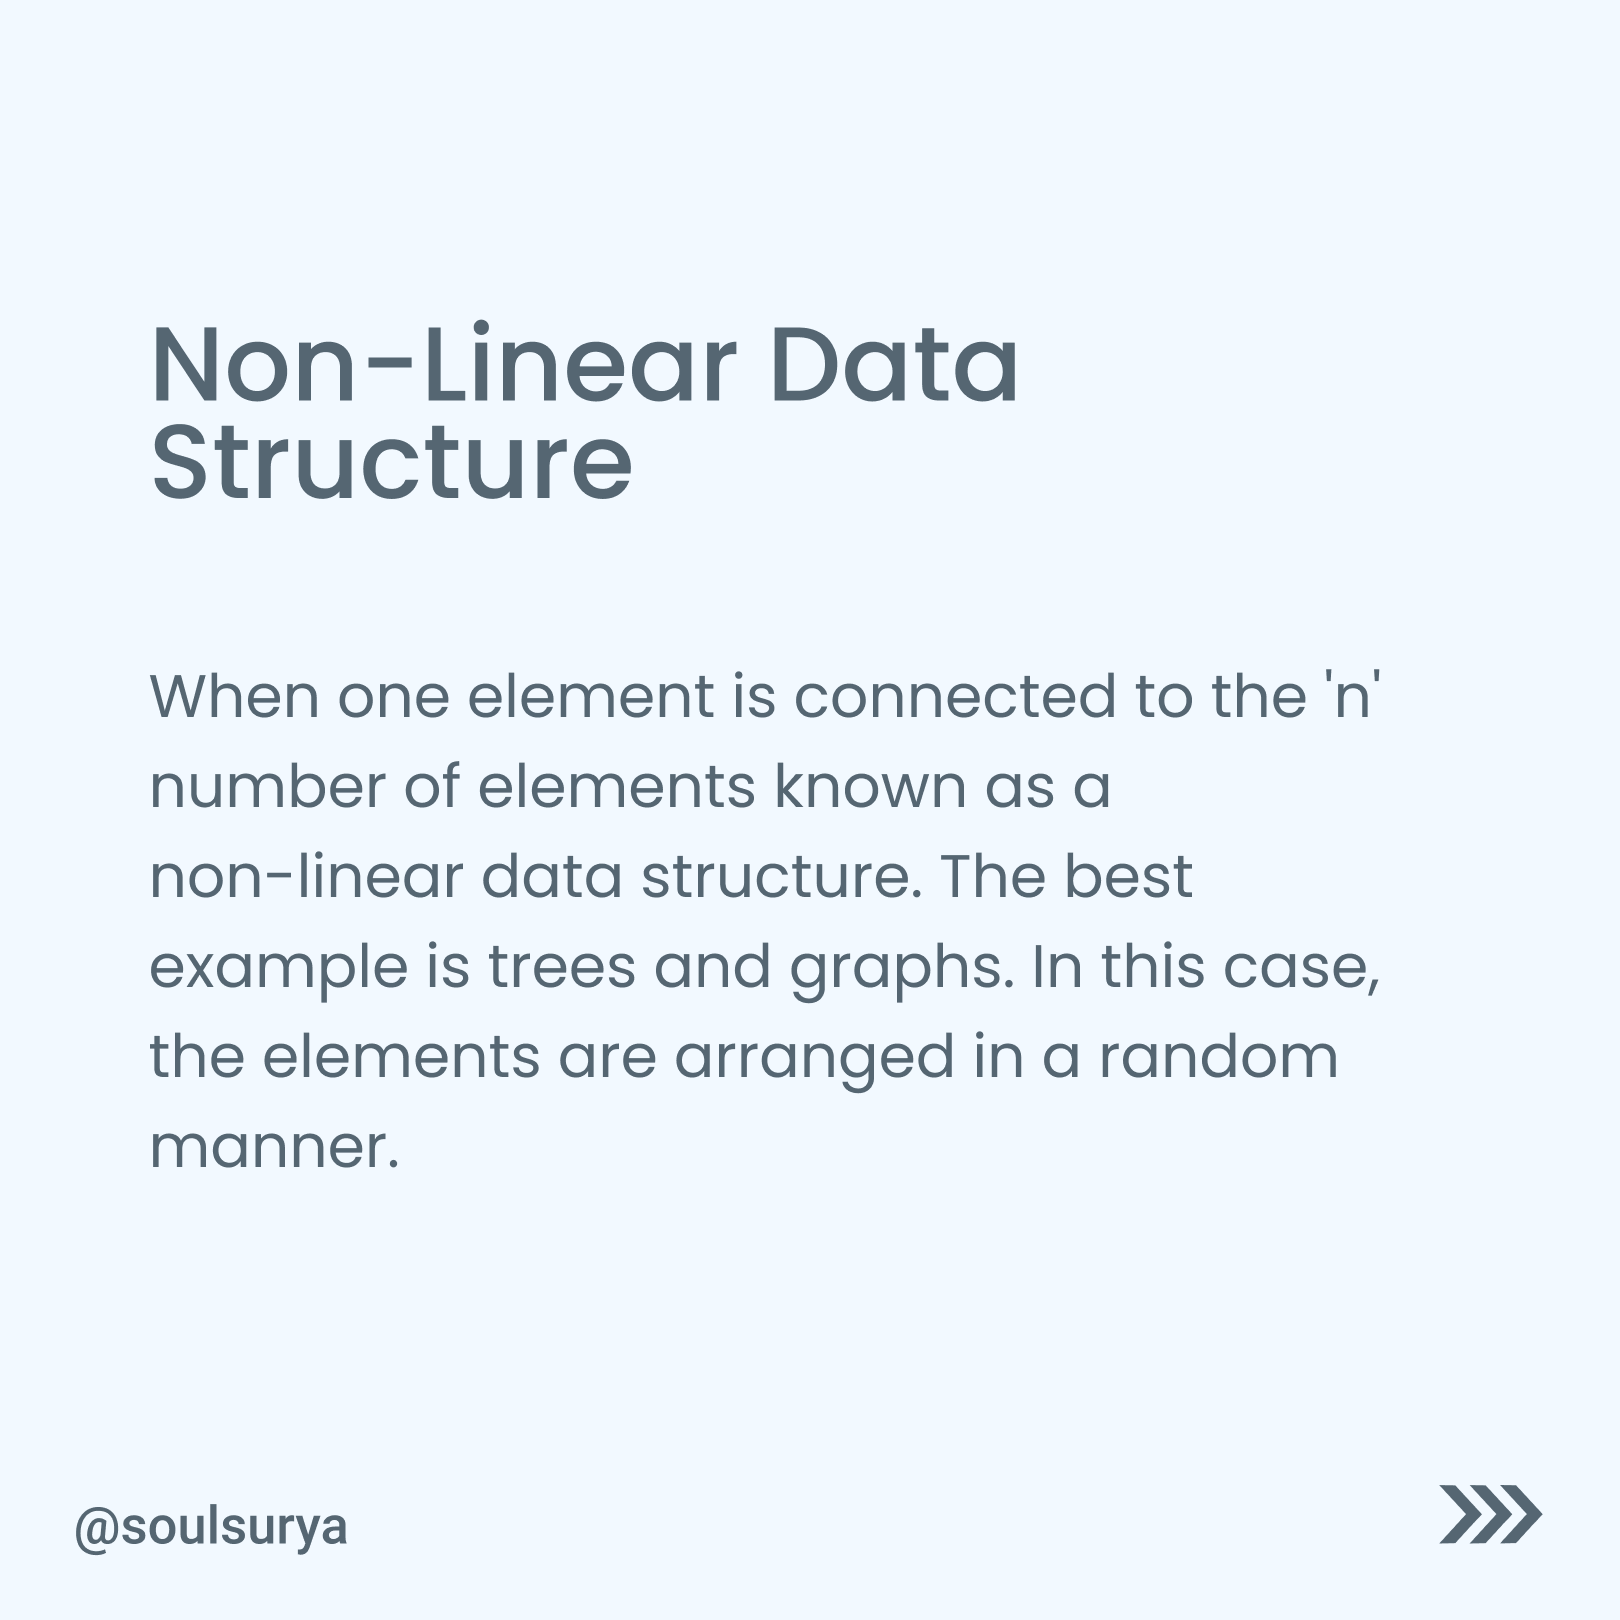 Non-Linear Data
Structure
When one element is connected to the 'n'
number of elements known as a
non-linear data structure. The best
example is trees and graphs. In this case,
the elements are arranged in a random
manner.
@soulsurya